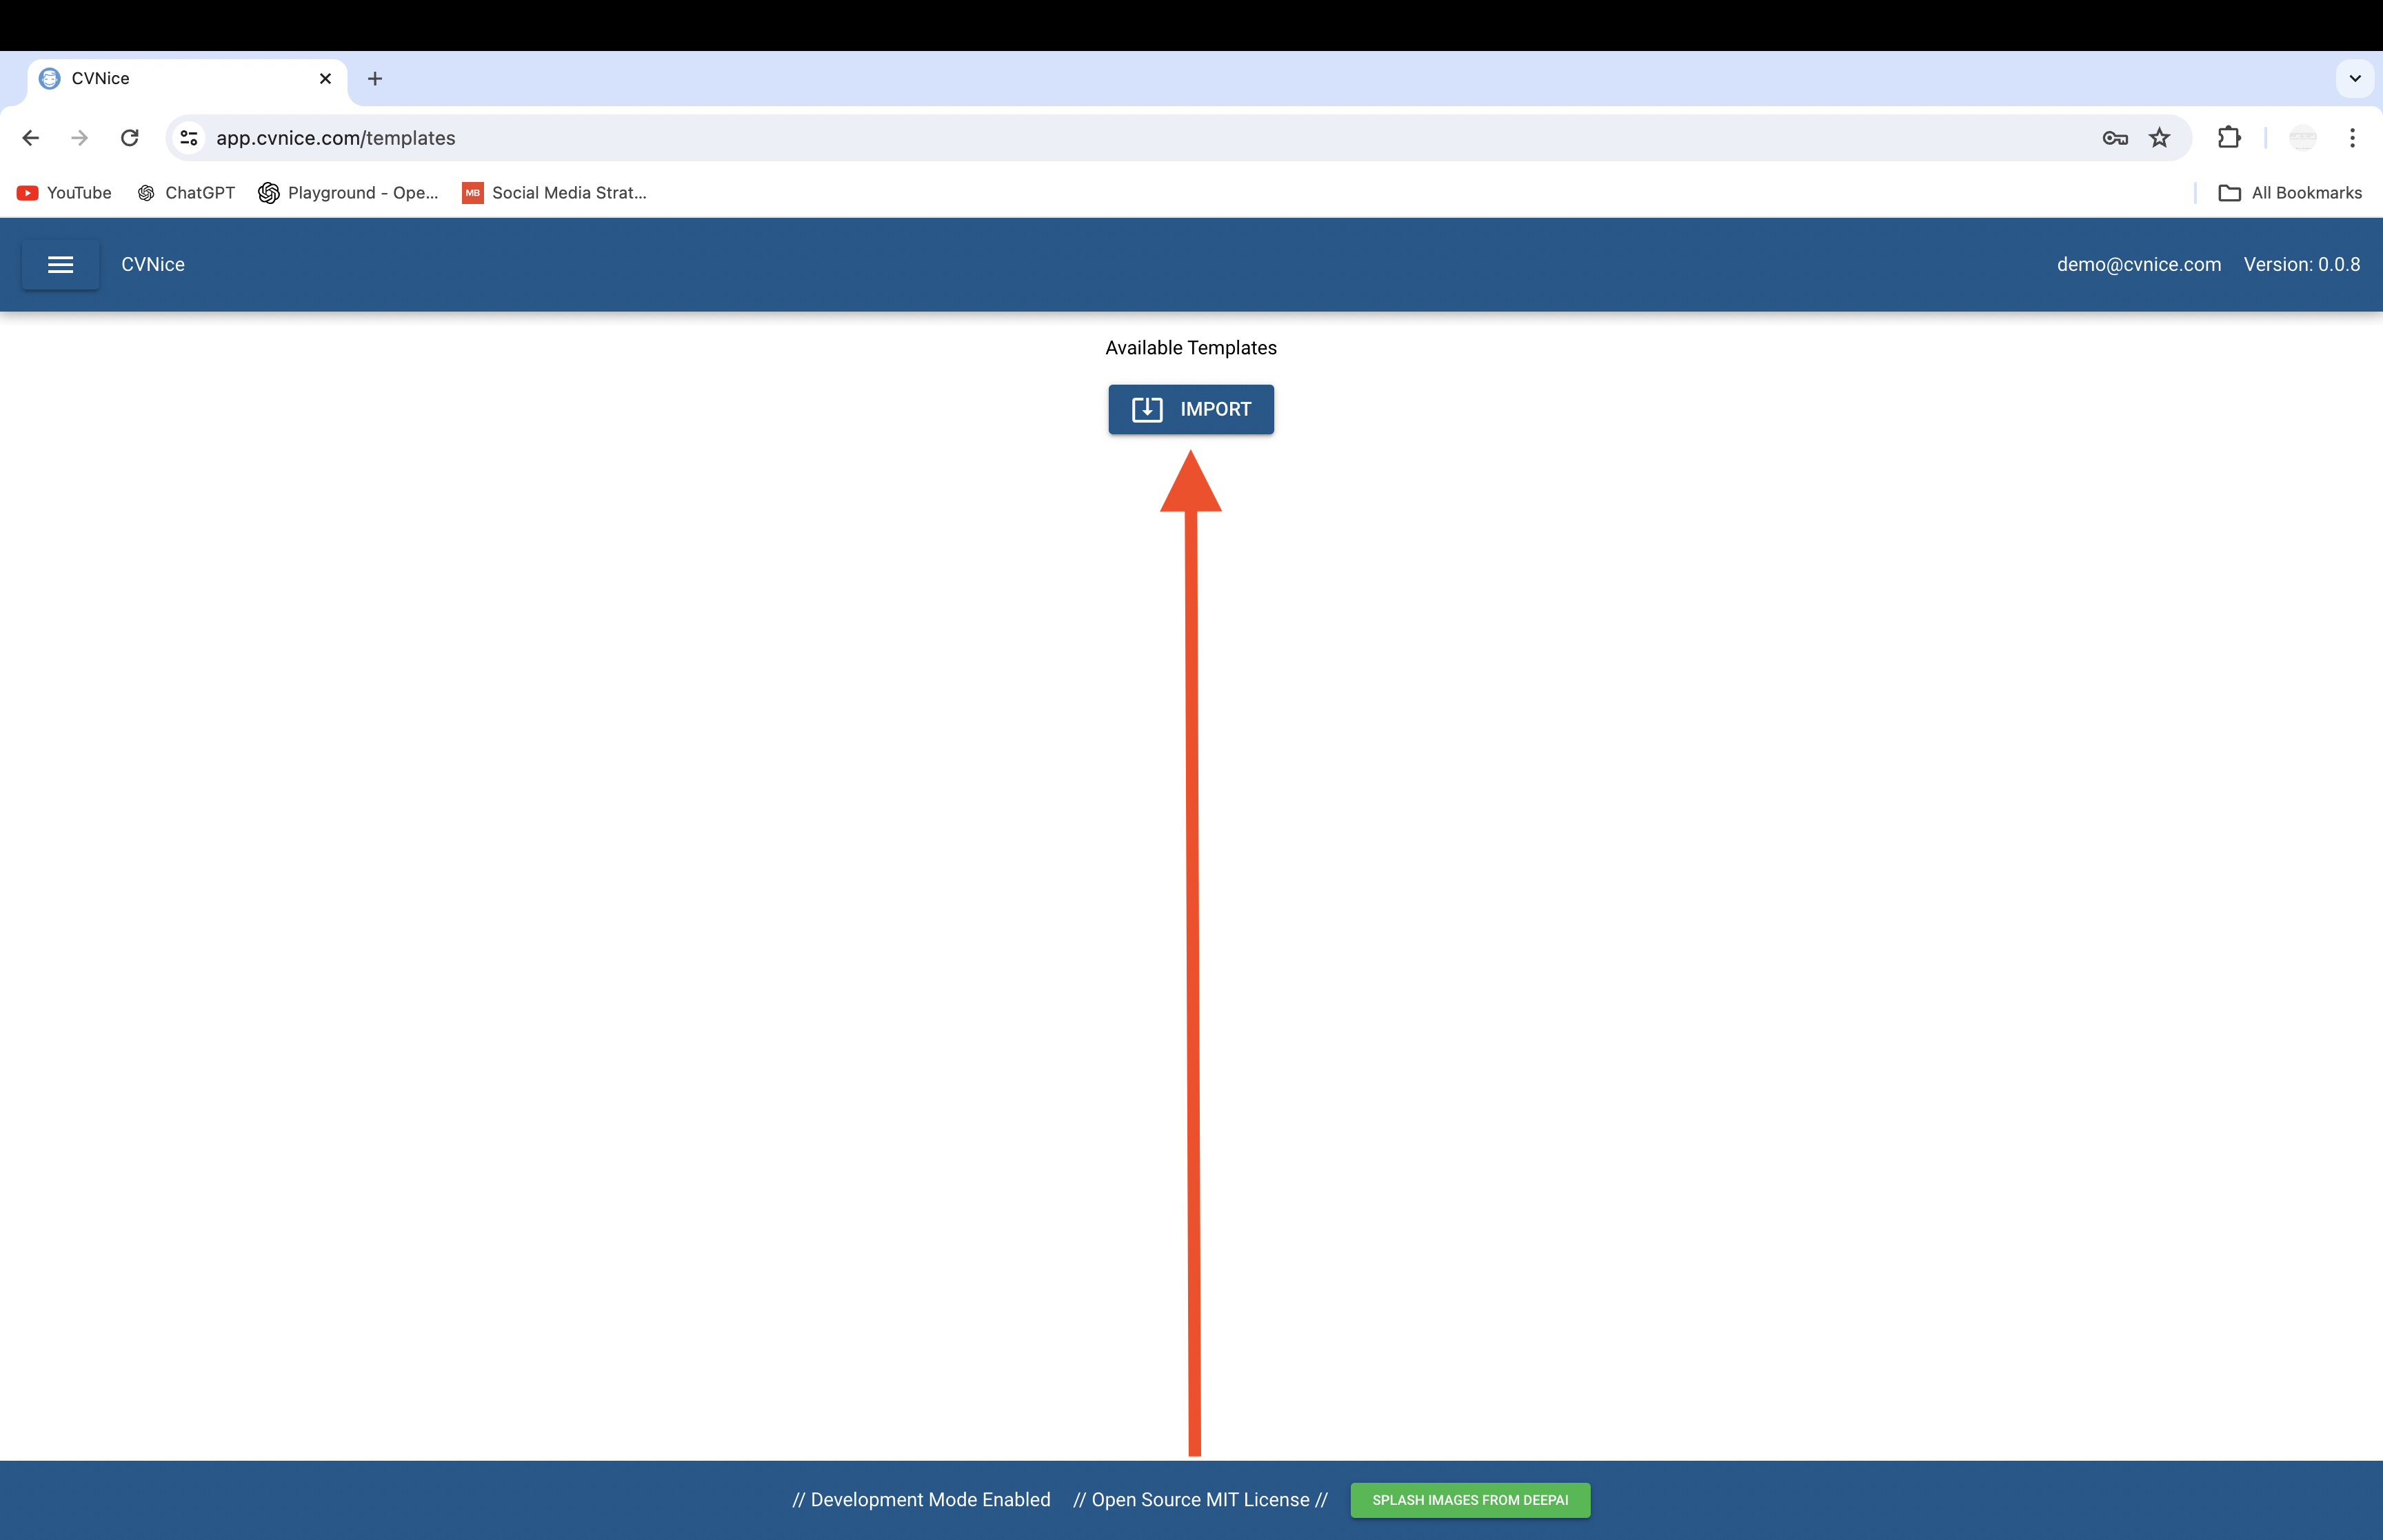 CVNice
app.cvnice.com/templates
YouTube ChatGPT Playground - Ope... MB Social Media Strat... All Bookmarks
CVNice demo@cvnice.com Version: 0.0.8
Available Templates
IMPORT
// Development Mode Enabled // Open Source MIT License // SPLASH IMAGES FROM DEEPAI